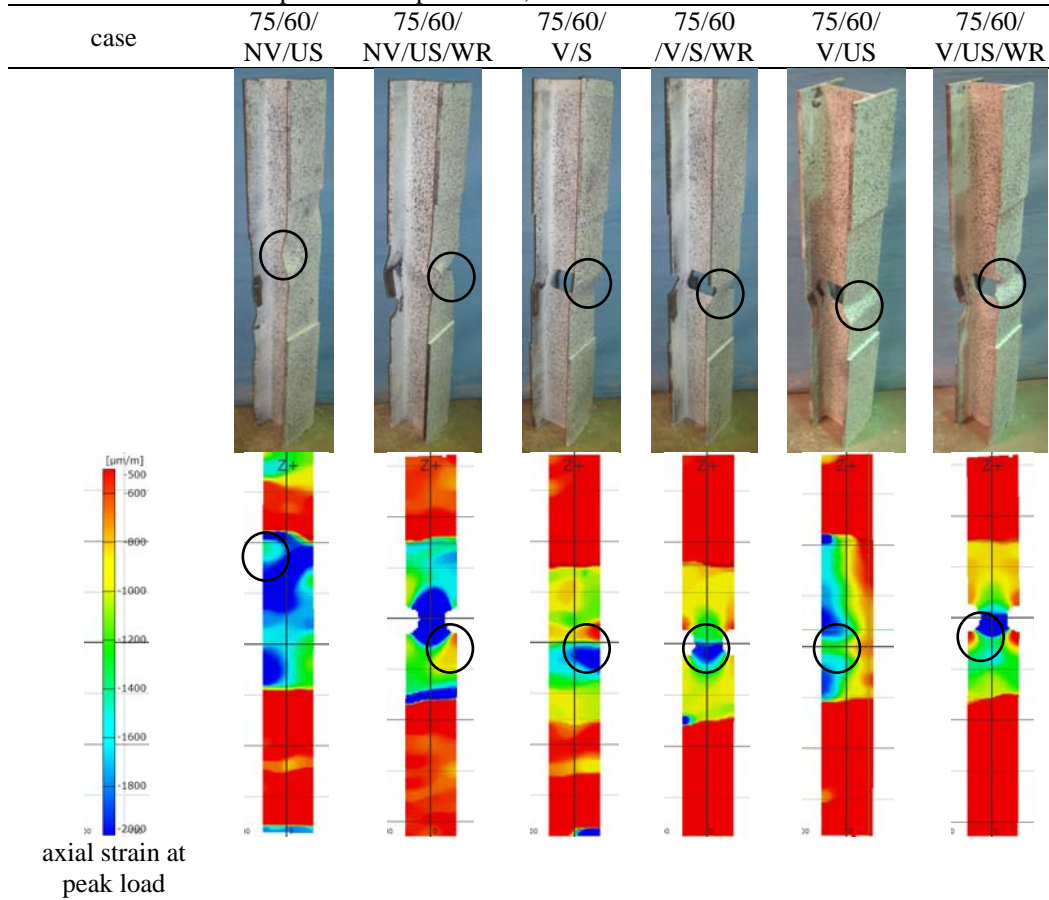 case
75/60/
NV/US
75/60/
NV/US/WR
75/60/
V/S
75/60
/V/S/WR
75/60/
V/US
75/60/
V/US/WR
[µm/m]
-500
-600
-800
-1000
-1200
-1400
-1600
-1800
-2000
Z+
Z+
Z+
Z+
Z+
Z+
axial strain at
peak load